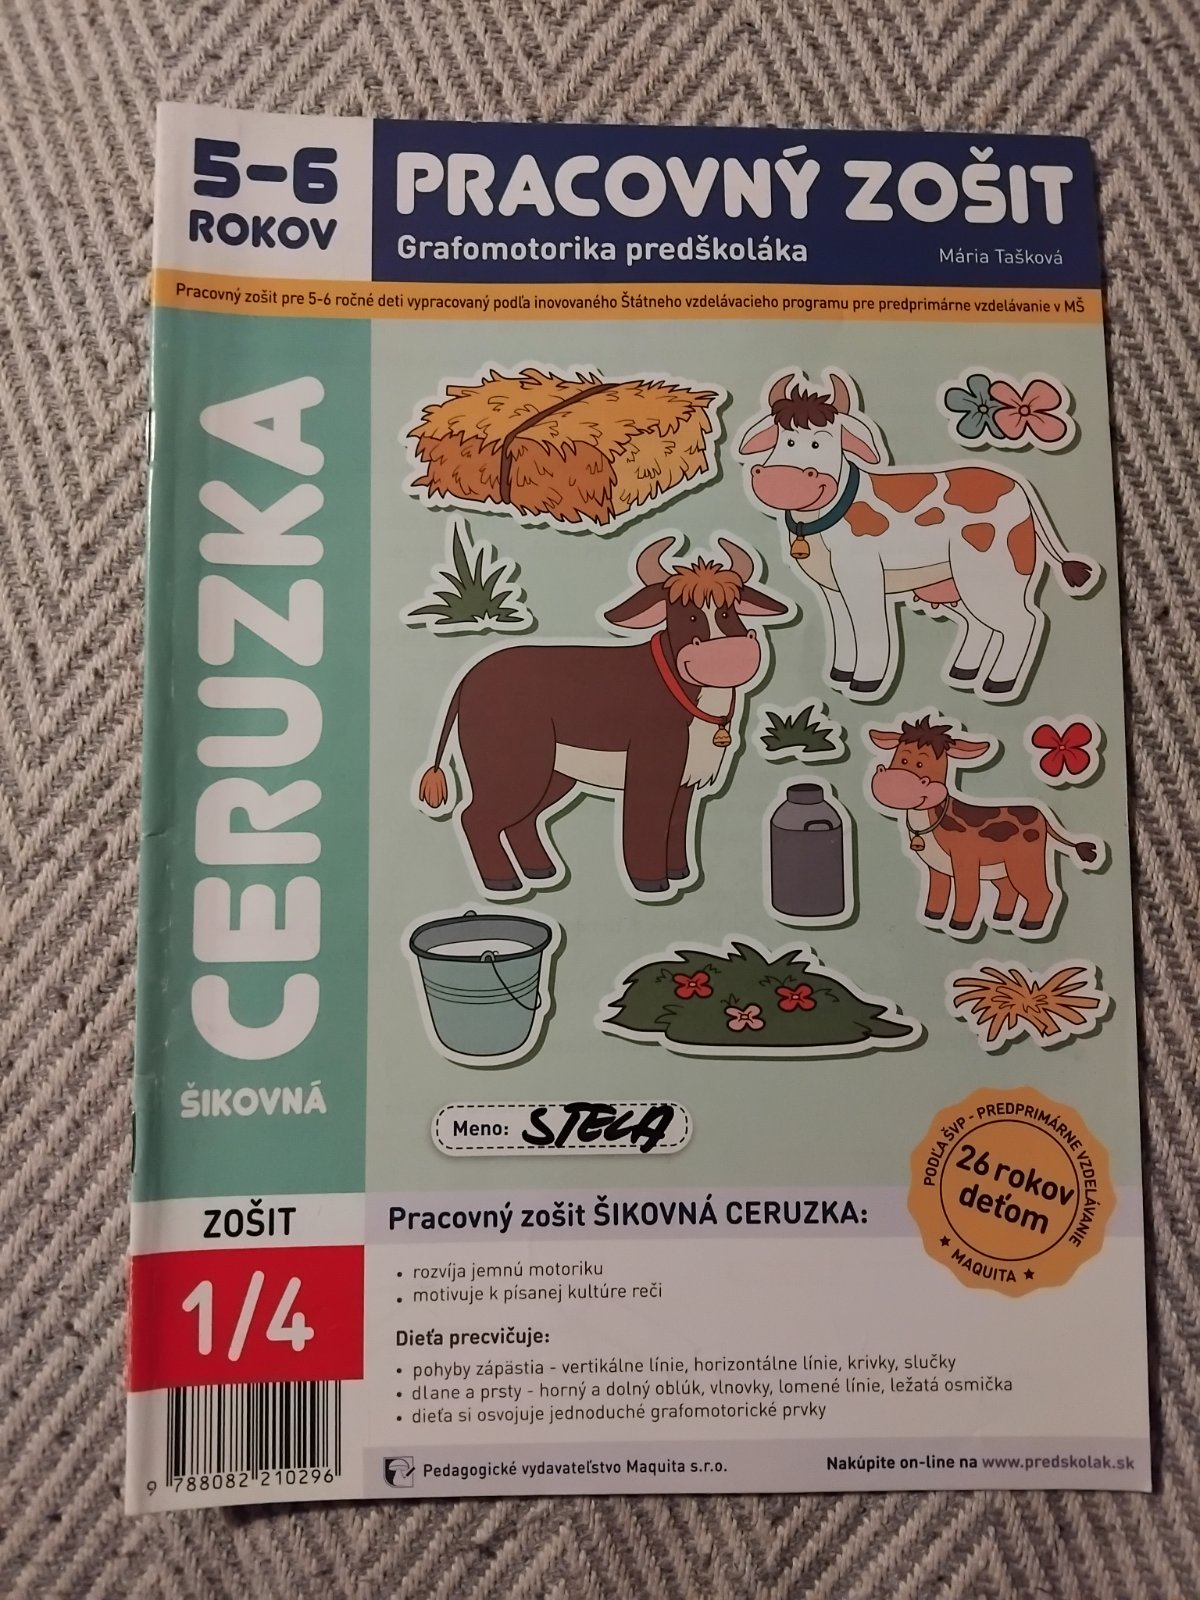 5-6
ROKOV
PRACOVNÝ ZOŠIT
Grafomotorika predškoláka
Mária Tašková
Pracovný zošit pre 5-6 ročné deti vypracovaný podľa inovovaného Štátneho vzdelávacieho programu pre predprimárne vzdelávanie v MŠ
ŠIKOVNÁ
CERUZKA
Meno: STELA
PODĽA ŠVP - PREDPRIMÁRNE VZDELÁVANIE
26 rokov
deťom
★ MAQUITA ★
ZOŠIT
1/4
Pracovný zošit ŠIKOVNÁ CERUZKA:
• rozvíja jemnú motoriku
• motivuje k písanej kultúre reči
Dieťa precvičuje:
• pohyby zápästia - vertikálne línie, horizontálne línie, krivky, slučky
• dlane a prsty - horný a dolný oblúk, vlnovky, lomené línie, ležatá osmička
• dieťa si osvojuje jednoduché grafomotorické prvky
9 788082 210296
Pedagogické vydavateľstvo Maquita s.r.o.
Nakúpite on-line na www.predskolak.sk